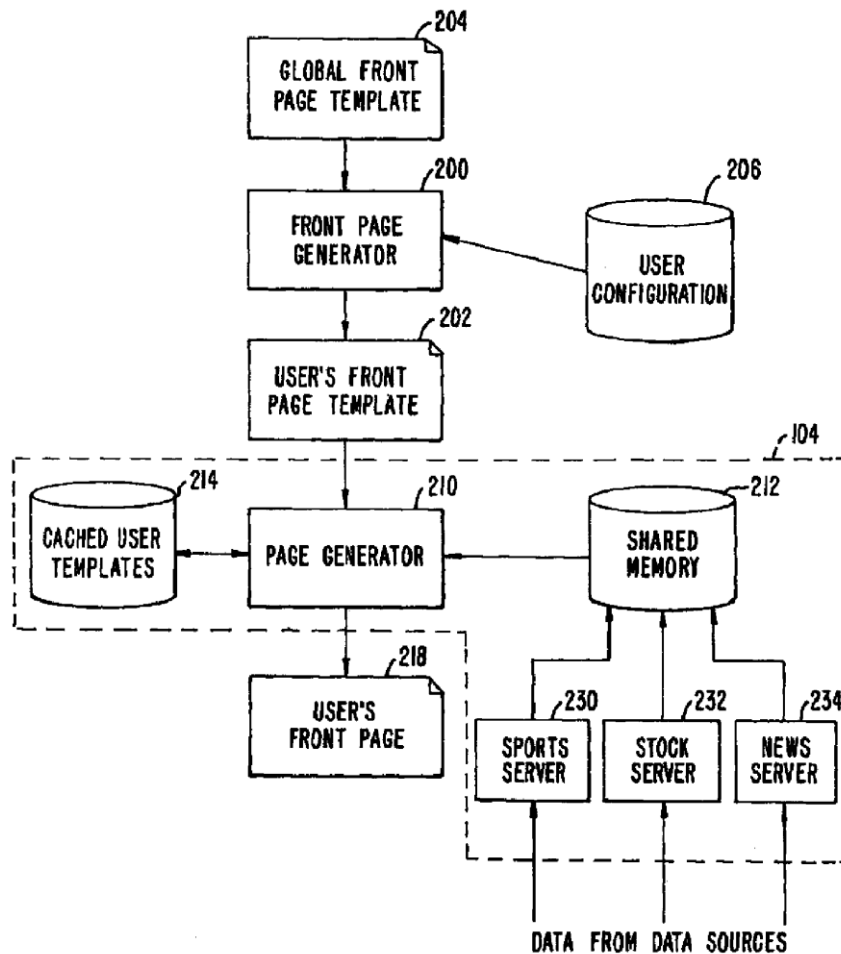 204
GLOBAL FRONT
PAGE TEMPLATE
200
FRONT PAGE
GENERATOR
206
USER
CONFIGURATION
202
USER'S FRONT
PAGE TEMPLATE
104
214
CACHED USER
TEMPLATES
210
PAGE GENERATOR
212
SHARED
MEMORY
218
USER'S
FRONT PAGE
230
SPORTS
SERVER
232
STOCK
SERVER
234
NEWS
SERVER
DATA FROM DATA SOURCES